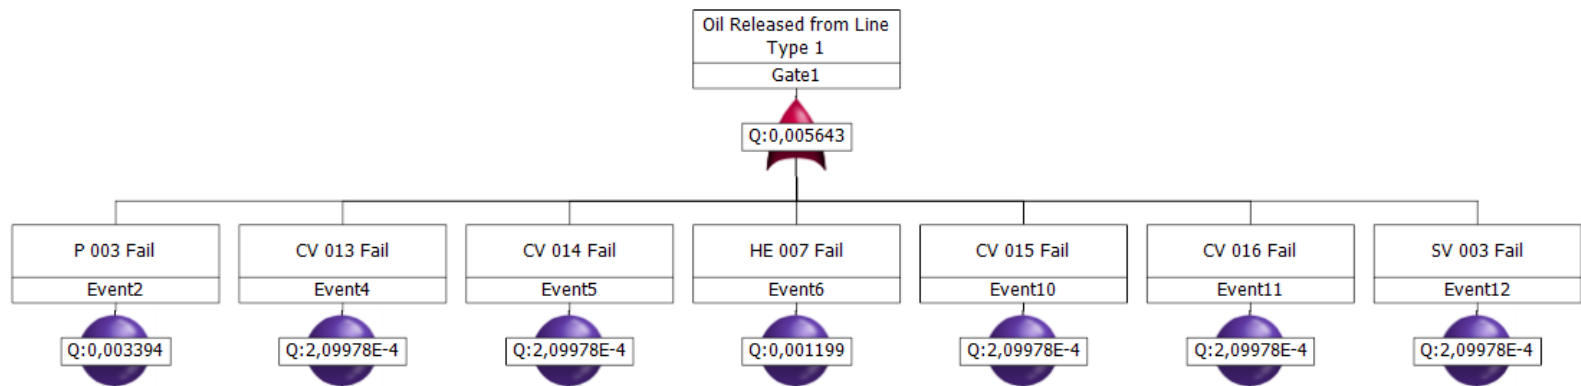 Oil Released from Line
Type 1
Gate1
Q:0,005643
P 003 Fail
CV 013 Fail
CV 014 Fail
HE 007 Fail
CV 015 Fail
CV 016 Fail
SV 003 Fail
Event2
Event4
Event5
Event6
Event10
Event11
Event12
Q:0,003394
Q:2,09978E-4
Q:2,09978E-4
Q:0,001199
Q:2,09978E-4
Q:2,09978E-4
Q:2,09978E-4